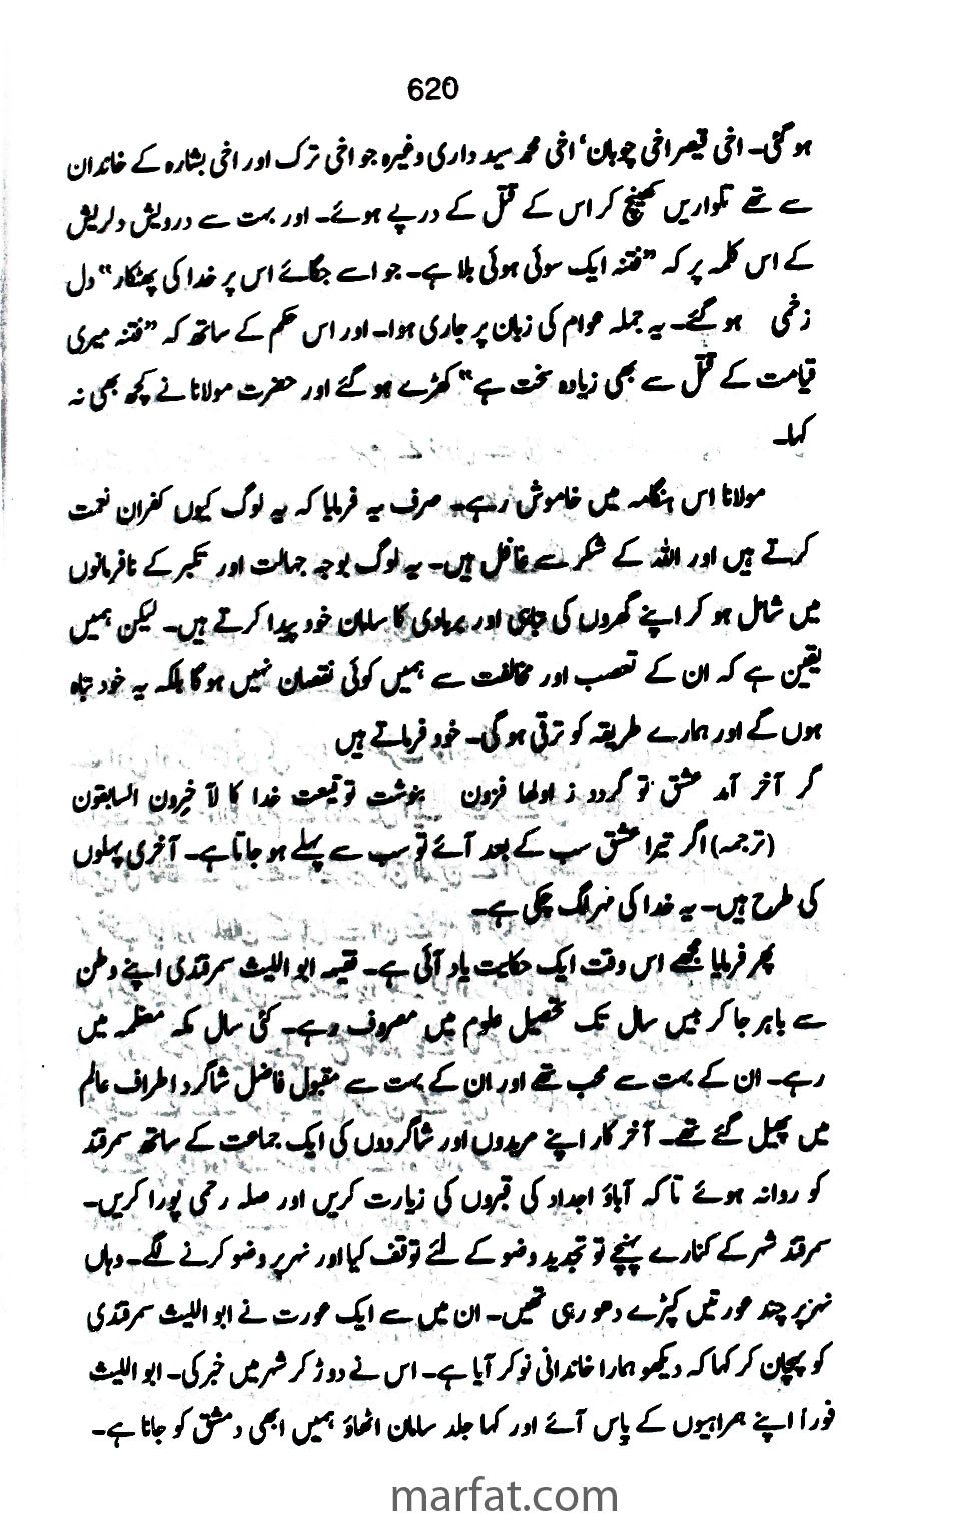 620
ہو گئی۔ اخی قیصر اخی چوبان' اخی محمد سید داری وغیرہ جو اخی ترک اور اخی بشارہ کے خاندان
سے تھے تلواریں کھینچ کر اس کے قتل کے درپے ہوئے۔ اور بہت سے درویش دلریش
کے اس کلمہ پر کہ ”فتنہ ایک سوئی ہوئی بلا ہے۔ جو اسے جگائے اس پر خدا کی پھٹکار“ دل
زخمی ہو گئے۔ یہ جملہ عوام کی زبان پر جاری ہوا۔ اور اس حکم کے ساتھ کہ ”فتنہ میری
قیامت کے قتل سے بھی زیادہ سخت ہے“ کھڑے ہو گئے اور حضرت مولانا نے کچھ بھی نہ
کہا۔
مولانا اس ہنگامہ میں خاموش رہے۔ صرف یہ فرمایا کہ یہ لوگ کیوں کفران نعمت
کرتے ہیں اور اللہ کے شکر سے غافل ہیں۔ یہ لوگ بوجہ جہالت اور تکبر کے نافرمانوں
میں شامل ہو کر اپنے گھروں کی تباہی اور بربادی کا سامان خود پیدا کرتے ہیں۔ لیکن ہمیں
یقین ہے کہ ان کے تعصب اور مخالفت سے ہمیں کوئی نقصان نہیں ہوگا بلکہ یہ خود تباہ
ہوں گے اور ہمارے طریقہ کو ترقی ہوگی۔ خود فرماتے ہیں
گر آخر آمد عشق تو گردد ز اولها فزون بنوشت توقیعت خدا کا لآخِرون السابقون
(ترجمہ) اگر تیرا عشق سب کے بعد آئے تو سب سے پہلے ہو جاتا ہے۔ آخری پہلوں
کی طرح ہیں۔ یہ خدا کی مہر لگ چکی ہے۔
پھر فرمایا مجھے اس وقت ایک حکایت یاد آئی ہے۔ فقیہ ابو اللیث سمرقندی اپنے وطن
سے باہر جا کر بیس سال تک تحصیل علوم میں مصروف رہے۔ کئی سال مکہ معظمہ میں
رہے۔ ان کے بہت سے محب تھے اور ان کے بہت سے مقبول فاضل شاگرد اطراف عالم
میں پھیل گئے تھے۔ آخر کار اپنے مریدوں اور شاگردوں کی ایک جماعت کے ساتھ سمرقند
کو روانہ ہوئے تا کہ آباؤ اجداد کی قبروں کی زیارت کریں اور صلہ رحمی پورا کریں۔
سمرقند شہر کے کنارے پہنچے تو تجدید وضو کے لئے توقف کیا اور نہر پر وضو کرنے لگے۔ وہاں
نہر پر چند عورتیں کپڑے دھو رہی تھیں۔ ان میں سے ایک عورت نے ابو اللیث سمرقندی
کو پہچان کر کہا کہ دیکھو ہمارا خاندانی نوکر آیا ہے۔ اس نے دوڑ کر شہر میں خبر کی۔ ابو اللیث
فوراً اپنے ہمراہیوں کے پاس آئے اور کہا جلد سامان اٹھاؤ ہمیں ابھی دمشق کو جانا ہے۔
marfat.com